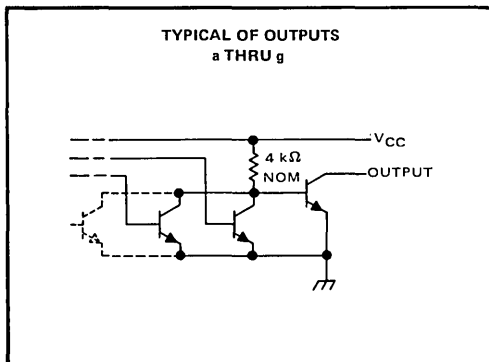 TYPICAL OF OUTPUTS
a THRU g
VCC
4 kΩ
NOM
OUTPUT